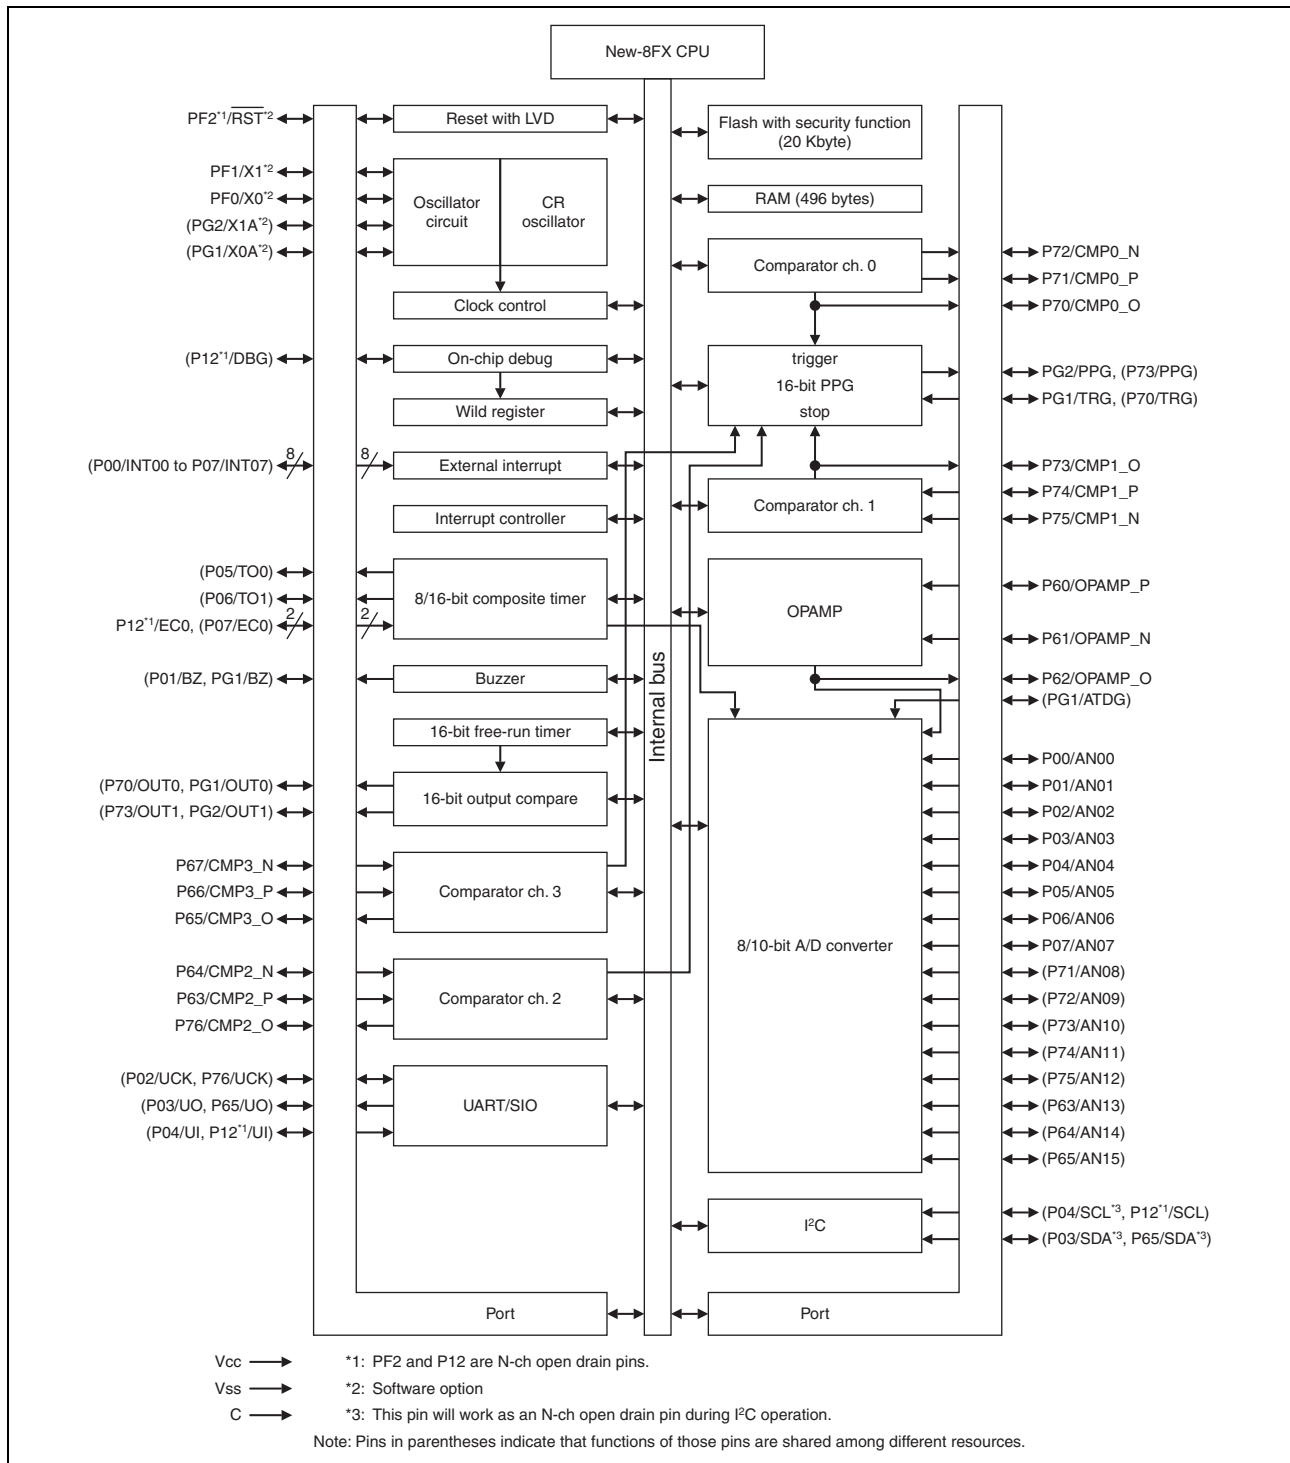 New-8FX CPU
PF2*1/RST*2
PF1/X1*2
PF0/X0*2
(PG2/X1A*2)
(PG1/X0A*2)
(P12*1/DBG)
(P00/INT00 to P07/INT07)
8
8
(P05/TO0)
(P06/TO1)
P12*1/EC0, (P07/EC0)
2
2
(P01/BZ, PG1/BZ)
(P70/OUT0, PG1/OUT0)
(P73/OUT1, PG2/OUT1)
P67/CMP3_N
P66/CMP3_P
P65/CMP3_O
P64/CMP2_N
P63/CMP2_P
P76/CMP2_O
(P02/UCK, P76/UCK)
(P03/UO, P65/UO)
(P04/UI, P12*1/UI)
Reset with LVD
Oscillator
circuit
CR
oscillator
Clock control
On-chip debug
Wild register
External interrupt
Interrupt controller
8/16-bit composite timer
Buzzer
16-bit free-run timer
16-bit output compare
Comparator ch. 3
Comparator ch. 2
UART/SIO
Port
Internal bus
Flash with security function
(20 Kbyte)
RAM (496 bytes)
Comparator ch. 0
trigger
16-bit PPG
stop
Comparator ch. 1
OPAMP
8/10-bit A/D converter
I2C
Port
P72/CMP0_N
P71/CMP0_P
P70/CMP0_O
PG2/PPG, (P73/PPG)
PG1/TRG, (P70/TRG)
P73/CMP1_O
P74/CMP1_P
P75/CMP1_N
P60/OPAMP_P
P61/OPAMP_N
P62/OPAMP_O
(PG1/ATDG)
P00/AN00
P01/AN01
P02/AN02
P03/AN03
P04/AN04
P05/AN05
P06/AN06
P07/AN07
(P71/AN08)
(P72/AN09)
(P73/AN10)
(P74/AN11)
(P75/AN12)
(P63/AN13)
(P64/AN14)
(P65/AN15)
(P04/SCL*3, P12*1/SCL)
(P03/SDA*3, P65/SDA*3)
Vcc
Vss
C
*1: PF2 and P12 are N-ch open drain pins.
*2: Software option
*3: This pin will work as an N-ch open drain pin during I2C operation.
Note: Pins in parentheses indicate that functions of those pins are shared among different resources.